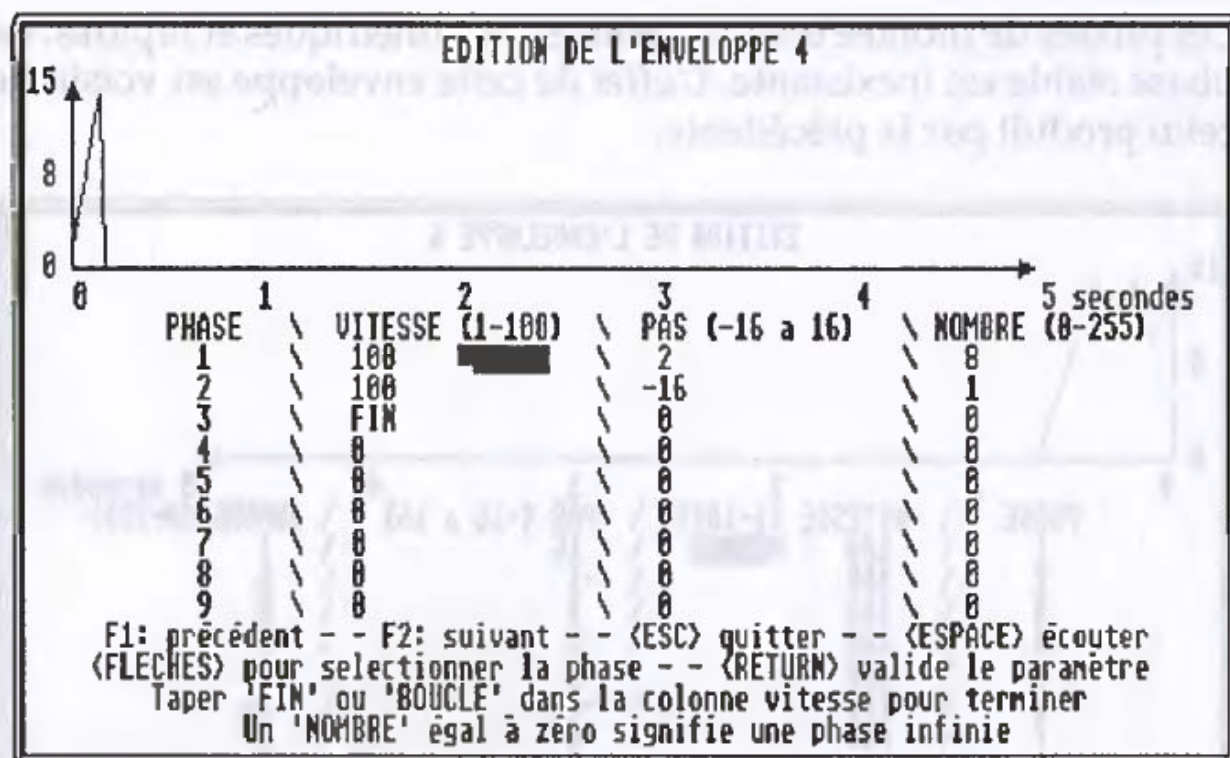 EDITION DE L'ENVELOPPE 4
15
8
0
0 1 2 3 4 5 secondes
PHASE \ VITESSE (1-100) \ PAS (-16 a 16) \ NOMBRE (0-255)
1 \ 100 \ 2 \ 8
2 \ 100 \ -16 \ 1
3 \ FIN \ 0 \ 0
4 \ 0 \ 0 \ 0
5 \ 0 \ 0 \ 0
6 \ 0 \ 0 \ 0
7 \ 0 \ 0 \ 0
8 \ 0 \ 0 \ 0
9 \ 0 \ 0 \ 0
F1: précédent - - F2: suivant - - <ESC> quitter - - <ESPACE> écouter
<FLECHES> pour selectionner la phase - - <RETURN> valide le paramètre
Taper 'FIN' ou 'BOUCLE' dans la colonne vitesse pour terminer
Un 'NOMBRE' égal à zéro signifie une phase infinie